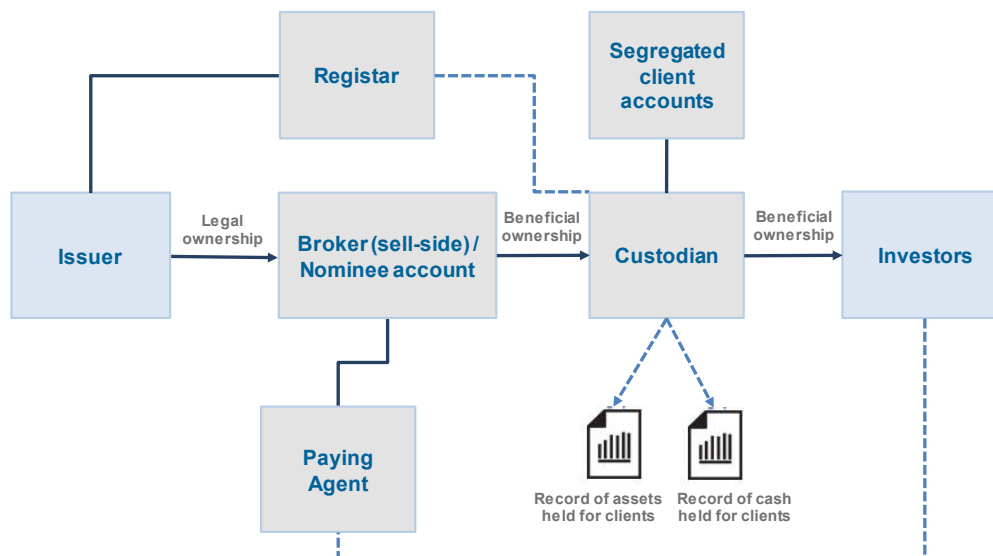 Registar
Segregated
client
accounts
Issuer
Legal
ownership
Broker (sell-side) /
Nominee account
Beneficial
ownership
Custodian
Beneficial
ownership
Investors
Paying
Agent
Record of assets
held for clients
Record of cash
held for clients